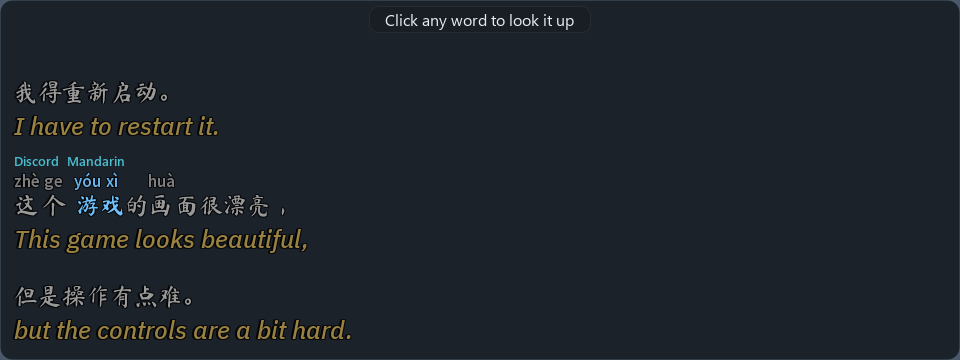 Click any word to look it up
我得重新启动。
I have to restart it.
Discord Mandarin
zhè ge yóu xì huà
这个 游戏的画面很漂亮，
This game looks beautiful,
但是操作有点难。
but the controls are a bit hard.